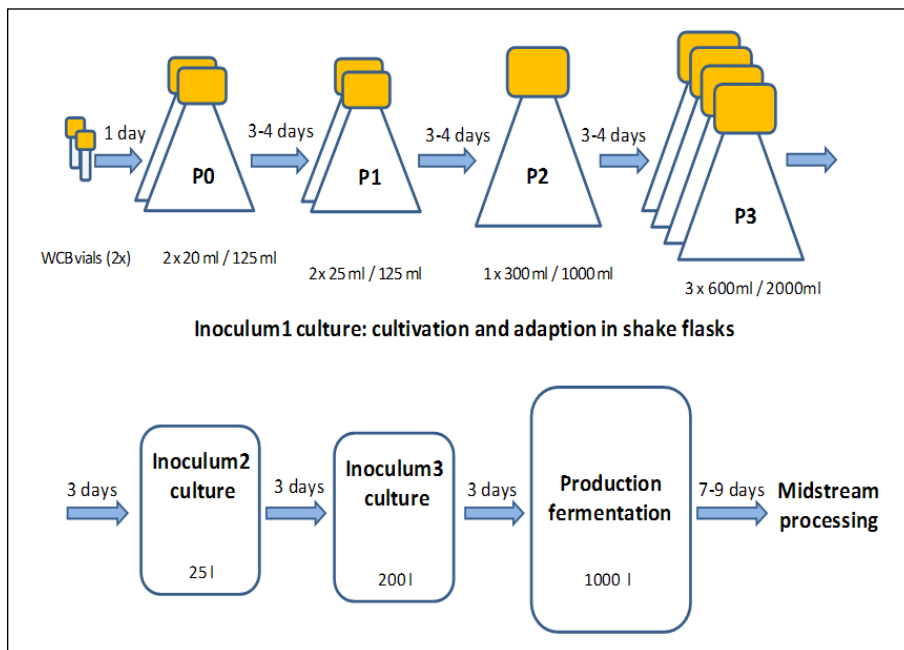 1 day
3-4 days
3-4 days
3-4 days
P0
P1
P2
P3
WCB vials (2x)
2 x 20 ml / 125 ml
2 x 25 ml / 125 ml
1 x 300 ml / 1000 ml
3 x 600 ml / 2000ml
Inoculum1 culture: cultivation and adaption in shake flasks
3 days
Inoculum2
culture
25 l
3 days
Inoculum3
culture
200 l
3 days
Production
fermentation
1000 l
7-9 days
Midstream
processing